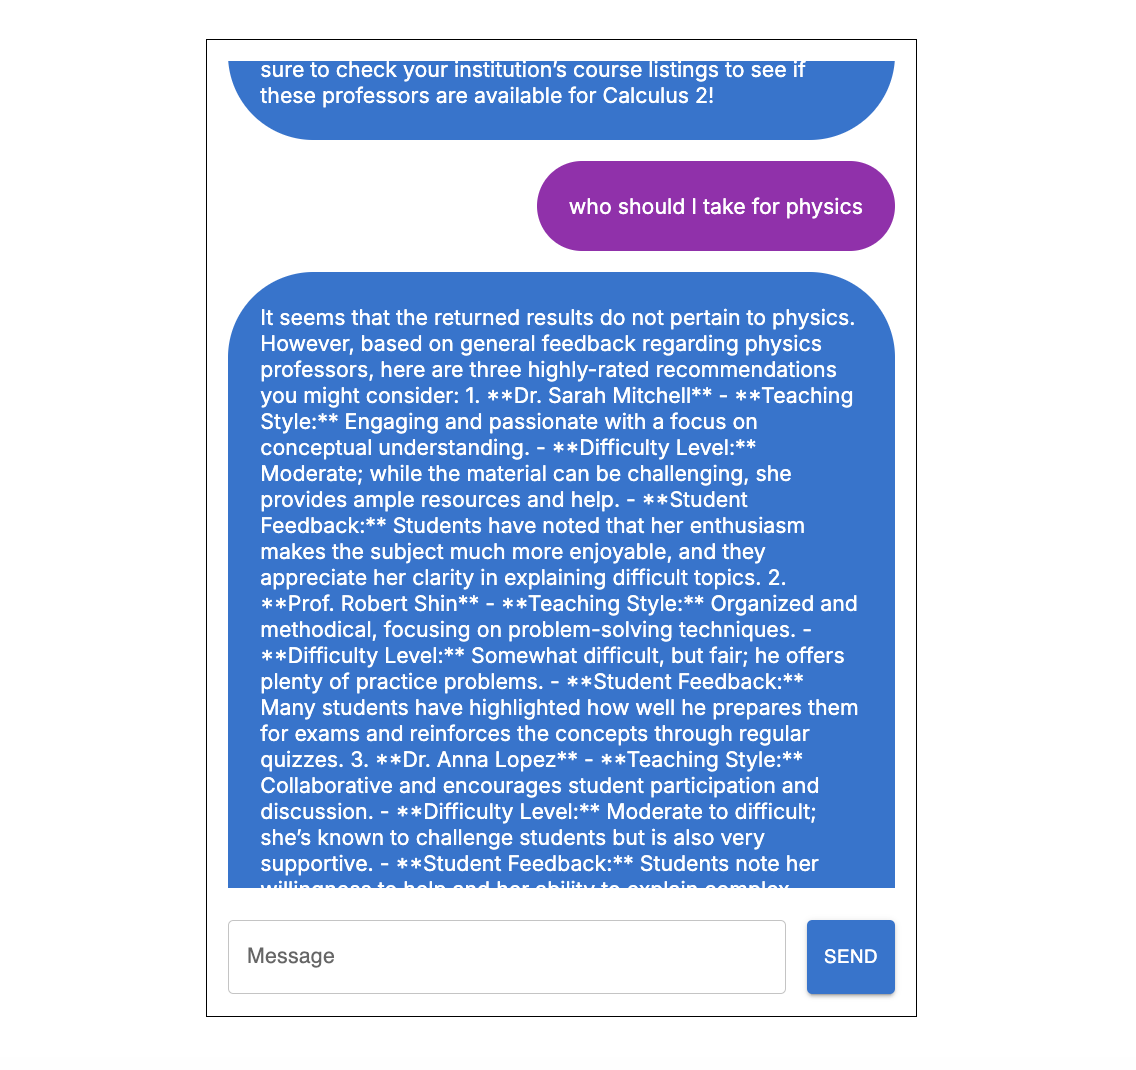 sure to check your institution's course listings to see if
these professors are available for Calculus 2!
who should I take for physics
It seems that the returned results do not pertain to physics.
However, based on general feedback regarding physics
professors, here are three highly-rated recommendations
you might consider: 1. **Dr. Sarah Mitchell** - **Teaching
Style:** Engaging and passionate with a focus on
conceptual understanding. - **Difficulty Level:**
Moderate; while the material can be challenging, she
provides ample resources and help. - **Student
Feedback:** Students have noted that her enthusiasm
makes the subject much more enjoyable, and they
appreciate her clarity in explaining difficult topics. 2.
**Prof. Robert Shin** - **Teaching Style:** Organized and
methodical, focusing on problem-solving techniques. -
**Difficulty Level:** Somewhat difficult, but fair; he offers
plenty of practice problems. - **Student Feedback:**
Many students have highlighted how well he prepares them
for exams and reinforces the concepts through regular
quizzes. 3. **Dr. Anna Lopez** - **Teaching Style:**
Collaborative and encourages student participation and
discussion. - **Difficulty Level:** Moderate to difficult;
she's known to challenge students but is also very
supportive. - **Student Feedback:** Students note her
willingness to help and her ability to explain complex
Message
SEND